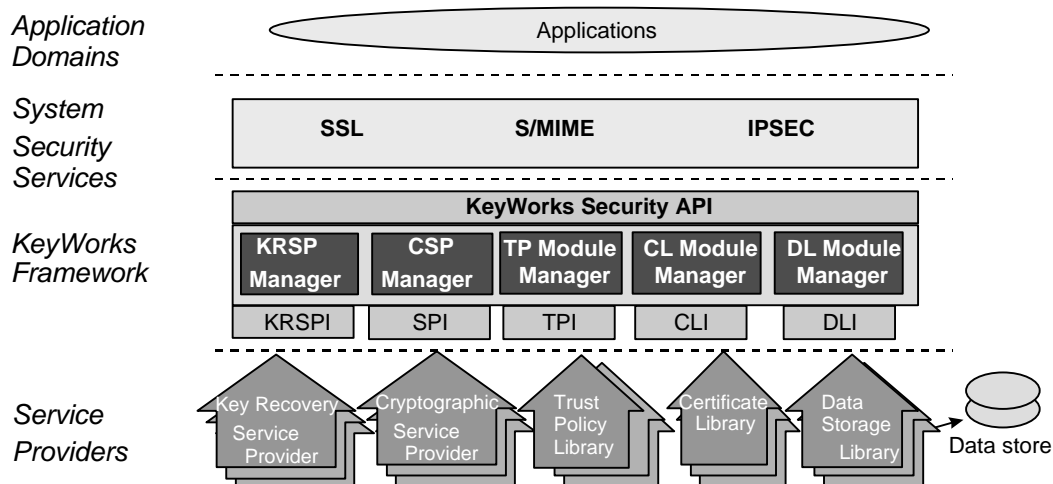 Application
Domains
Applications
System
Security
Services
SSL
S/MIME
IPSEC
KeyWorks
Framework
KeyWorks Security API
KRSP
Manager
CSP
Manager
TP Module
Manager
CL Module
Manager
DL Module
Manager
KRSPI
SPI
TPI
CLI
DLI
Service
Providers
Key Recovery
Service
Provider
Cryptographic
Service
Provider
Trust
Policy
Library
Certificate
Library
Data
Storage
Library
Data store